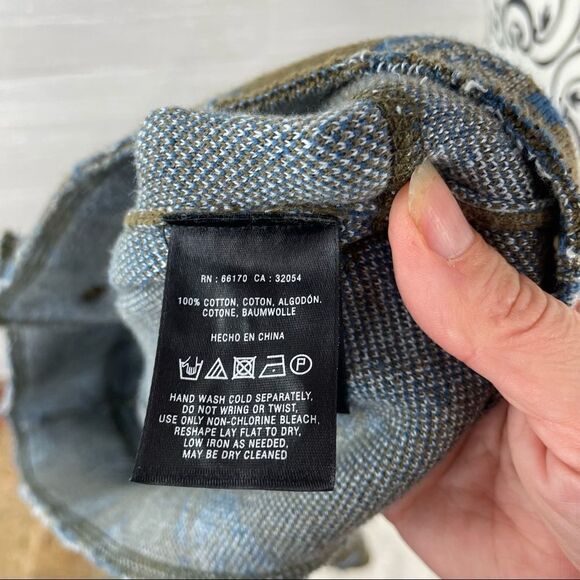 RN : 66170 CA : 32054
100% COTTON, COTON, ALGODÓN.
COTONE, BAUMWOLLE
HECHO EN CHINA
P
HAND WASH COLD SEPARATELY,
DO NOT WRING OR TWIST,
USE ONLY NON-CHLORINE BLEACH,
RESHAPE LAY FLAT TO DRY,
LOW IRON AS NEEDED,
MAY BE DRY CLEANED